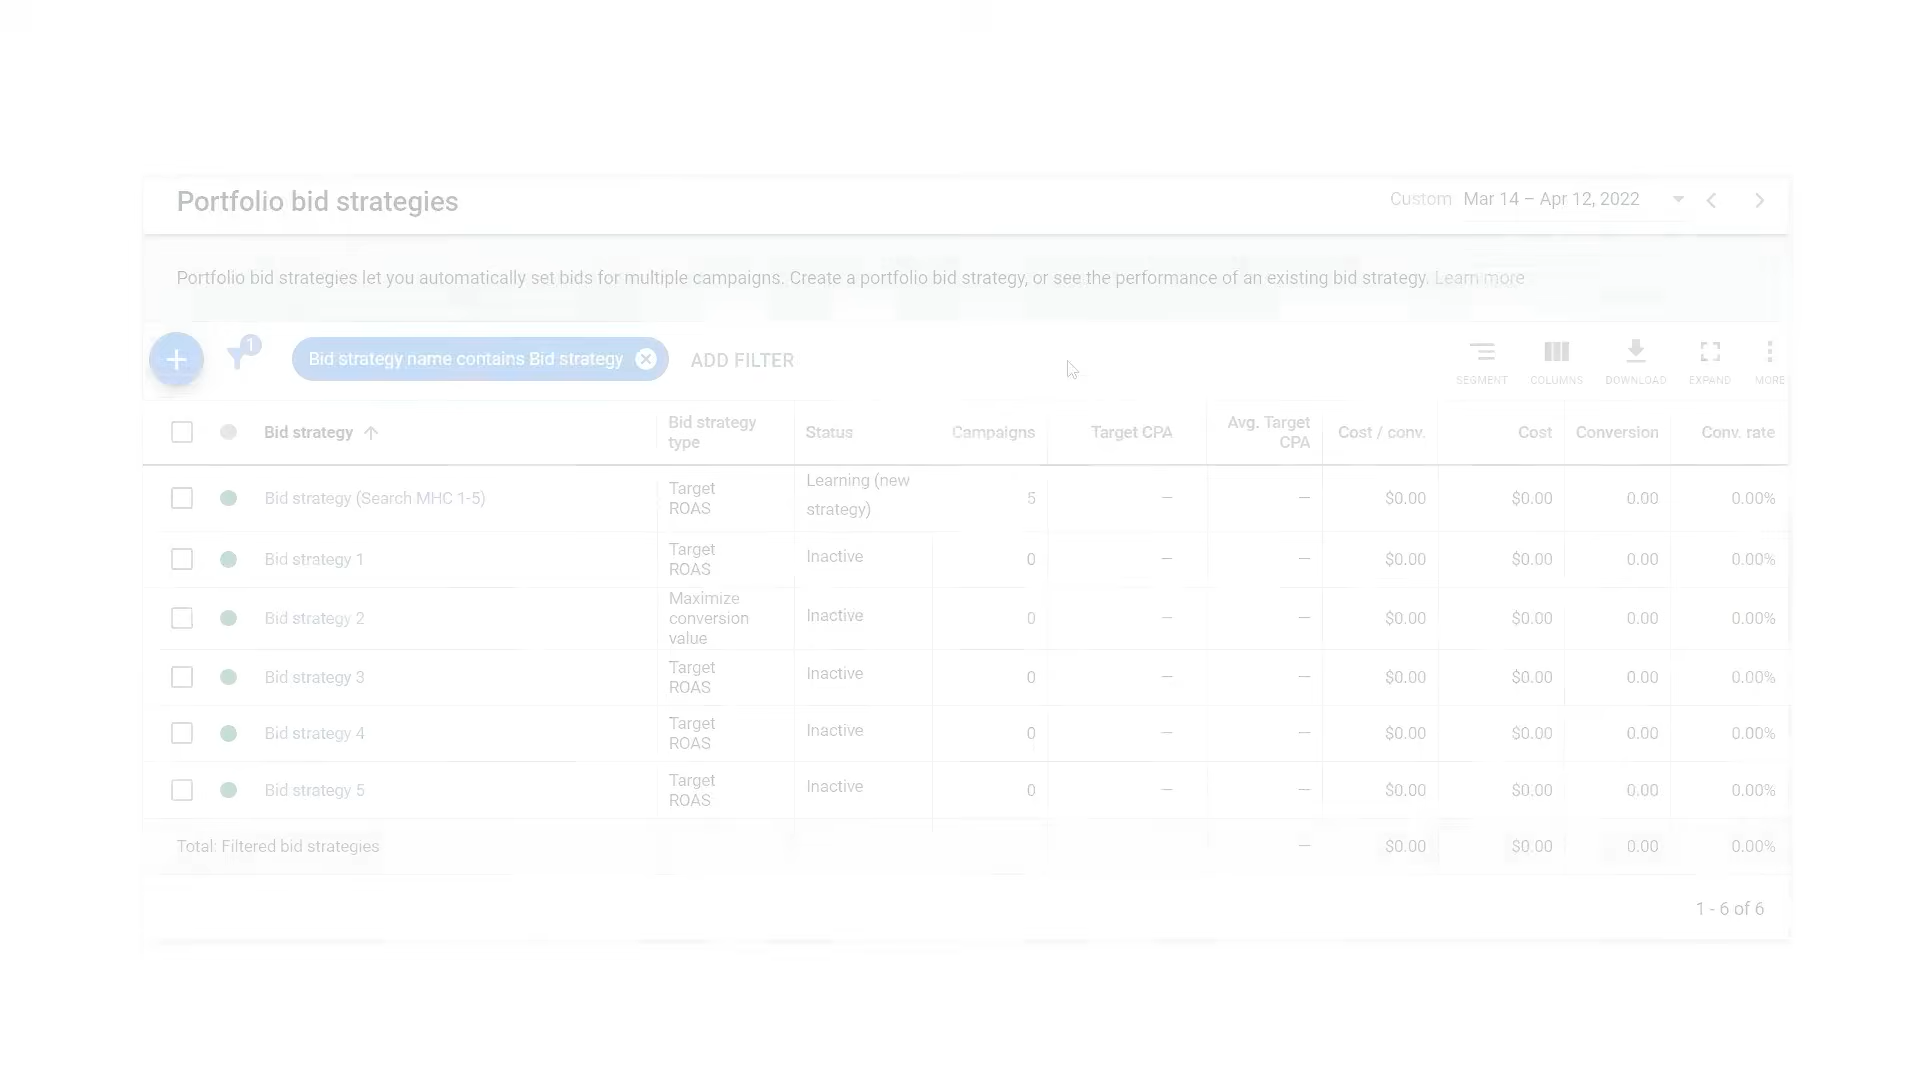 Portfolio bid strategies
Custom Mar 14 – Apr 12, 2022
Portfolio bid strategies let you automatically set bids for multiple campaigns. Create a portfolio bid strategy, or see the performance of an existing bid strategy. Learn more
1
Bid strategy name contains Bid strategy
ADD FILTER
SEGMENT
COLUMNS
DOWNLOAD
EXPAND
MORE
Bid strategy
Bid strategy
type
Status
Campaigns
Target CPA
Avg. Target
CPA
Cost / conv.
Cost
Conversion
Conv. rate
Bid strategy (Search MHC 1-5)
Target
ROAS
Learning (new
strategy)
5
—
—
$0.00
$0.00
0.00
0.00%
Bid strategy 1
Target
ROAS
Inactive
0
—
—
$0.00
$0.00
0.00
0.00%
Bid strategy 2
Maximize
conversion
value
Inactive
0
—
—
$0.00
$0.00
0.00
0.00%
Bid strategy 3
Target
ROAS
Inactive
0
—
—
$0.00
$0.00
0.00
0.00%
Bid strategy 4
Target
ROAS
Inactive
0
—
—
$0.00
$0.00
0.00
0.00%
Bid strategy 5
Target
ROAS
Inactive
0
—
—
$0.00
$0.00
0.00
0.00%
Total: Filtered bid strategies
—
$0.00
$0.00
0.00
0.00%
1 - 6 of 6